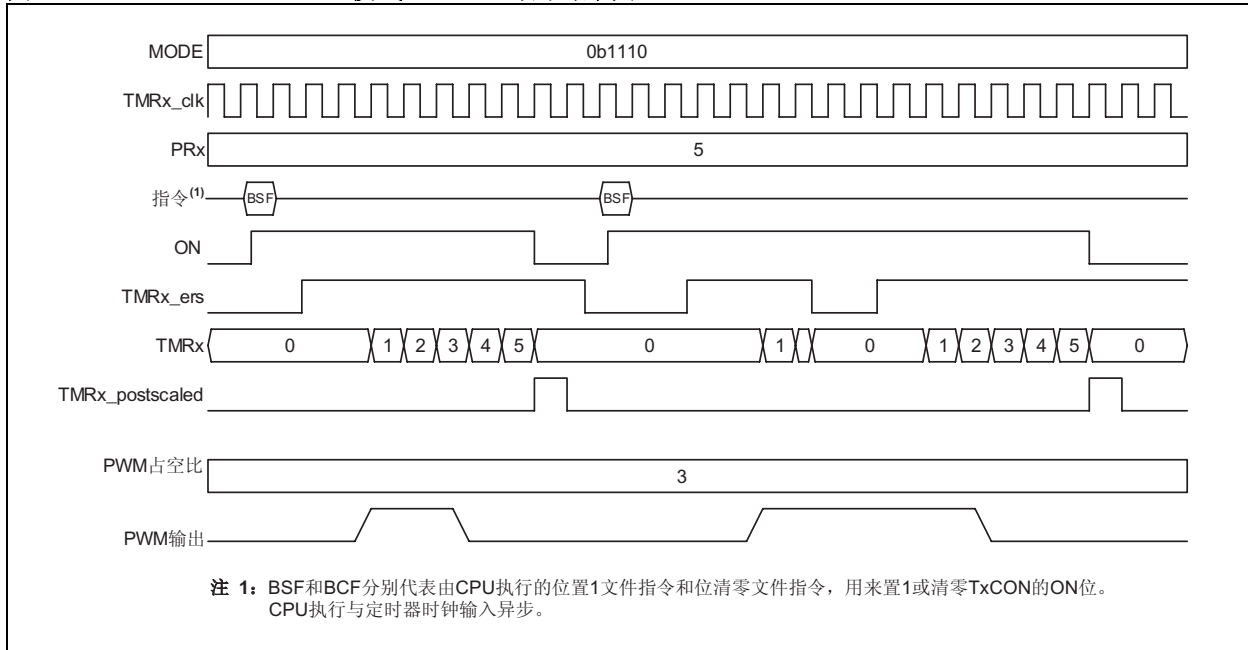 MODE 0b1110
TMRx_clk
PRx 5
指令(1) BSF BSF
ON
TMRx_ers
TMRx 0 1 2 3 4 5 0 1 0 1 2 3 4 5 0
TMRx_postscaled
PWM占空比 3
PWM输出
注 1: BSF和BCF分别代表由CPU执行的位置1文件指令和位清零文件指令，用来置1或清零TxCON的ON位。
CPU执行与定时器时钟输入异步。